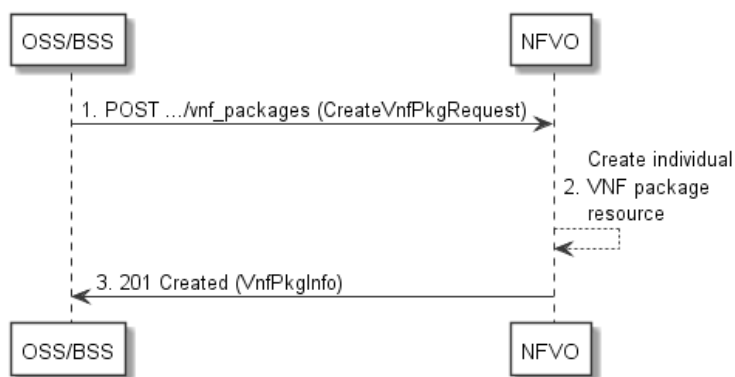 OSS/BSS
NFVO
1. POST .../vnf_packages (CreateVnfPkgRequest)
Create individual
2. VNF package
resource
3. 201 Created (VnfPkgInfo)
OSS/BSS
NFVO